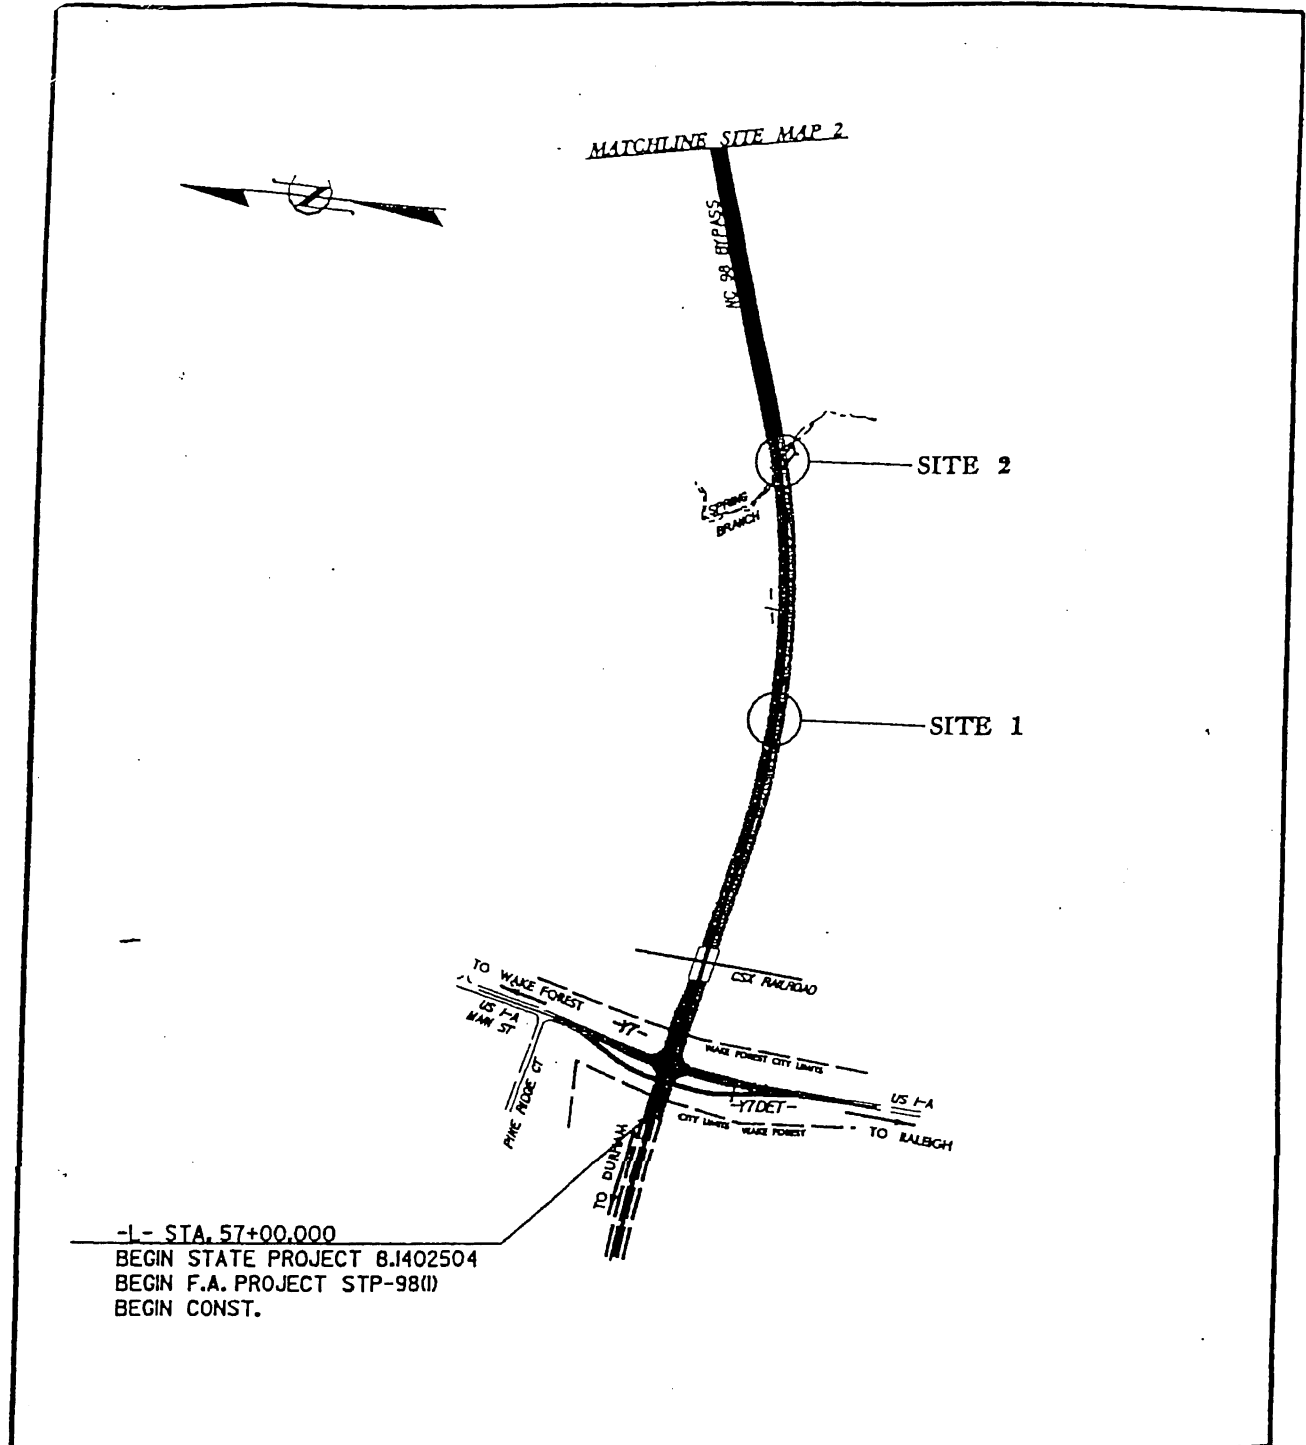 MATCHLINE SITE MAP 2
N
NC 98 BYPASS
SITE 2
SPRING
BRANCH
-L-
SITE 1
CSX RAILROAD
TO WAKE FOREST
US 1-A
MAIN ST
-Y7-
WAKE FOREST CITY LIMITS
PINE RIDGE CT
US 1-A
-Y7DET-
CITY LIMITS WAKE FOREST
TO RALEIGH
TO DURHAM
-L- STA. 57+00.000
BEGIN STATE PROJECT 8.1402504
BEGIN F.A. PROJECT STP-98(1)
BEGIN CONST.